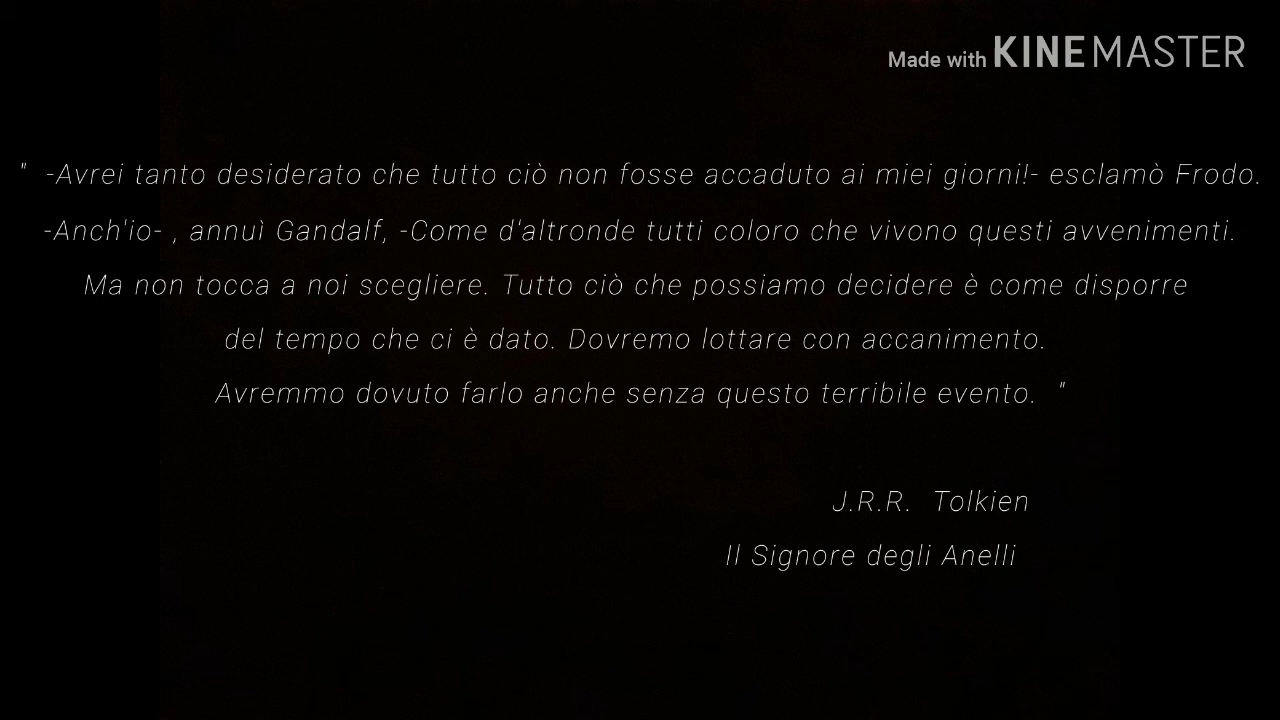 Made with KINEMASTER
" -Avrei tanto desiderato che tutto ciò non fosse accaduto ai miei giorni!- esclamò Frodo.
-Anch'io- , annuì Gandalf, -Come d'altronde tutti coloro che vivono questi avvenimenti.
Ma non tocca a noi scegliere. Tutto ciò che possiamo decidere è come disporre
del tempo che ci è dato. Dovremo lottare con accanimento.
Avremmo dovuto farlo anche senza questo terribile evento. "
J.R.R. Tolkien
Il Signore degli Anelli